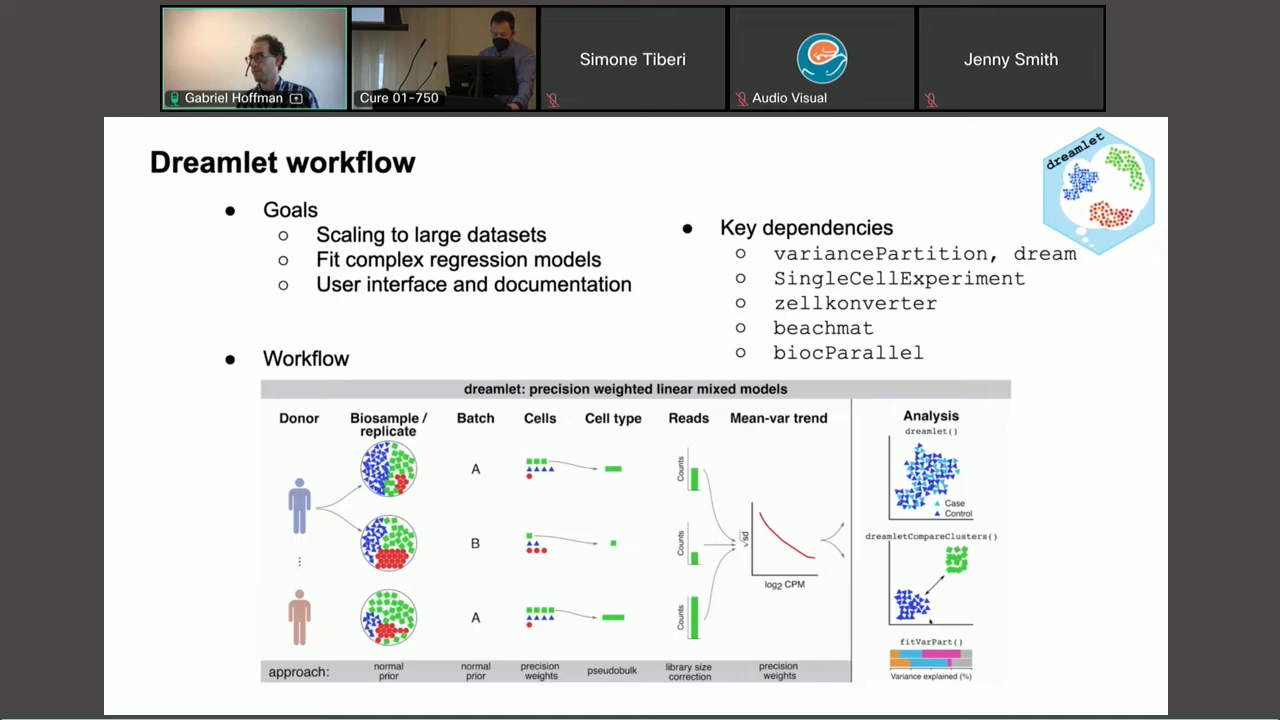 Gabriel Hoffman
Cure 01-750
Simone Tiberi
Audio Visual
Jenny Smith
Dreamlet workflow
dreamlet
● Goals
○ Scaling to large datasets
○ Fit complex regression models
○ User interface and documentation
● Key dependencies
○ variancePartition, dream
○ SingleCellExperiment
○ zellkonverter
○ beachmat
○ biocParallel
● Workflow
dreamlet: precision weighted linear mixed models
Donor
Biosample /
replicate
Batch
Cells
Cell type
Reads
Mean-var trend
Analysis
dreamlet()
A
Counts
Case
Control
B
Counts
√sd
log2 CPM
dreamletCompareClusters()
⋮
A
Counts
fitVarPart()
Variance explained (%)
approach:
normal
prior
normal
prior
precision
weights
pseudobulk
library size
correction
precision
weights